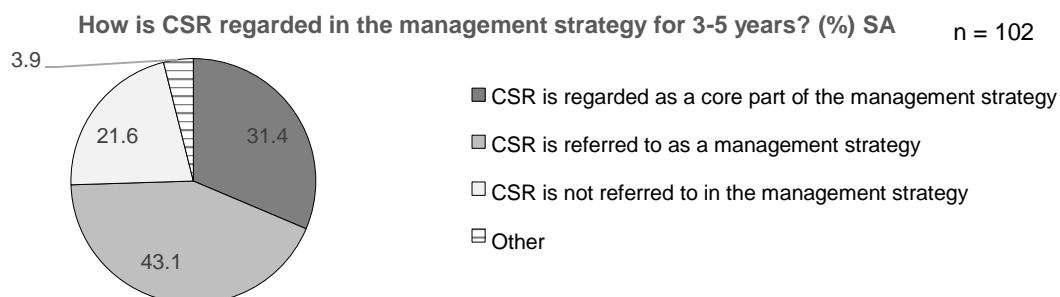 How is CSR regarded in the management strategy for 3-5 years? (%) SA
n = 102
3.9
31.4
21.6
43.1
CSR is regarded as a core part of the management strategy
CSR is referred to as a management strategy
CSR is not referred to in the management strategy
Other